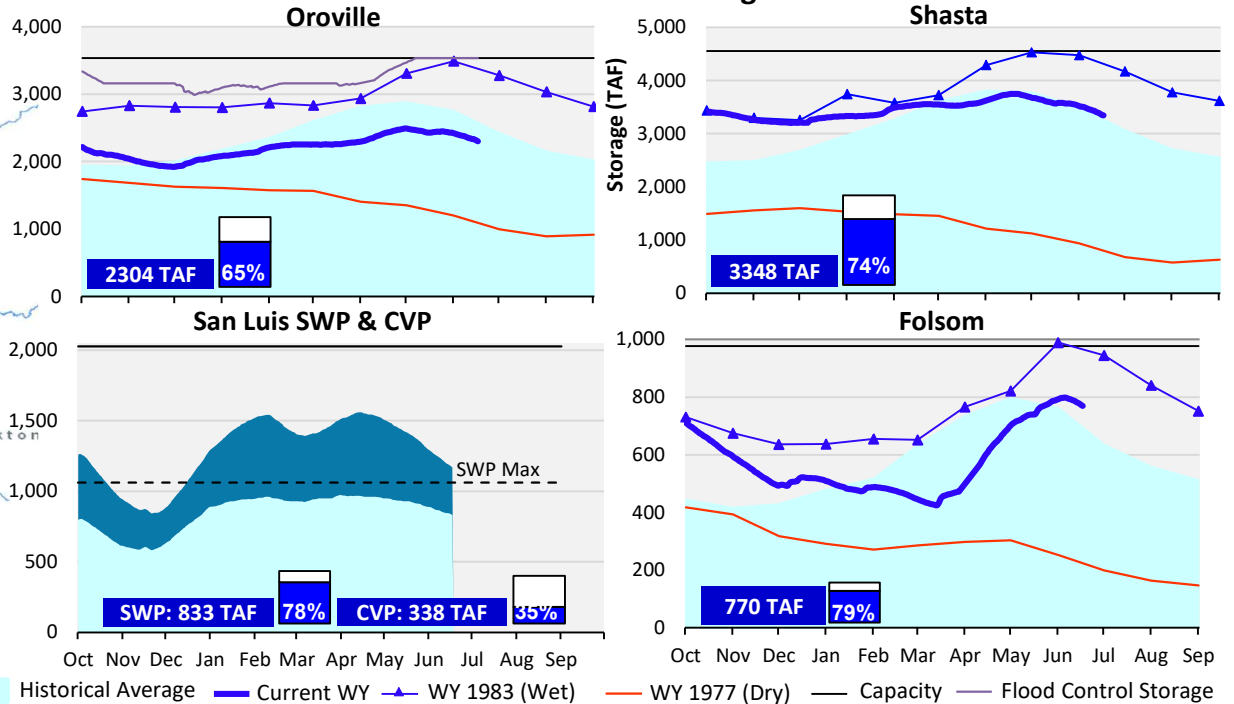 Oroville
4,000
3,000
2,000
1,000
0
2304 TAF
65%
Shasta
Storage (TAF)
5,000
4,000
3,000
2,000
1,000
0
3348 TAF
74%
San Luis SWP & CVP
2,000
1,500
1,000
500
0
SWP Max
SWP: 833 TAF
78%
CVP: 338 TAF
35%
Oct Nov Dec Jan Feb Mar Apr May Jun Jul Aug Sep
Folsom
1,000
800
600
400
200
0
770 TAF
79%
Oct Nov Dec Jan Feb Mar Apr May Jun Jul Aug Sep
Historical Average Current WY WY 1983 (Wet) WY 1977 (Dry) Capacity Flood Control Storage